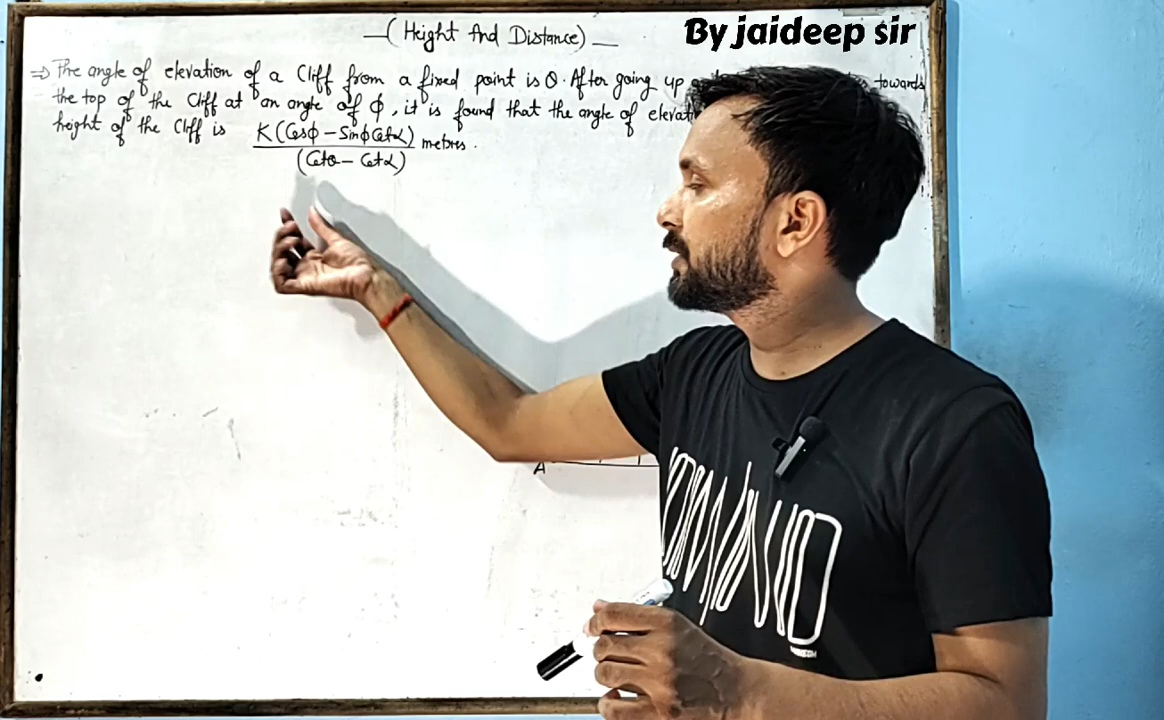 By jaideep sir
( Height And Distance )
⇒ The angle of elevation of a Cliff from a fixed point is θ. After going up towards
the top of the Cliff at an angle of ϕ, it is found that the angle of
height of the Cliff is K(Cosϕ - Sinϕ Cotα) / (Cotθ - Cotα) metres.
A